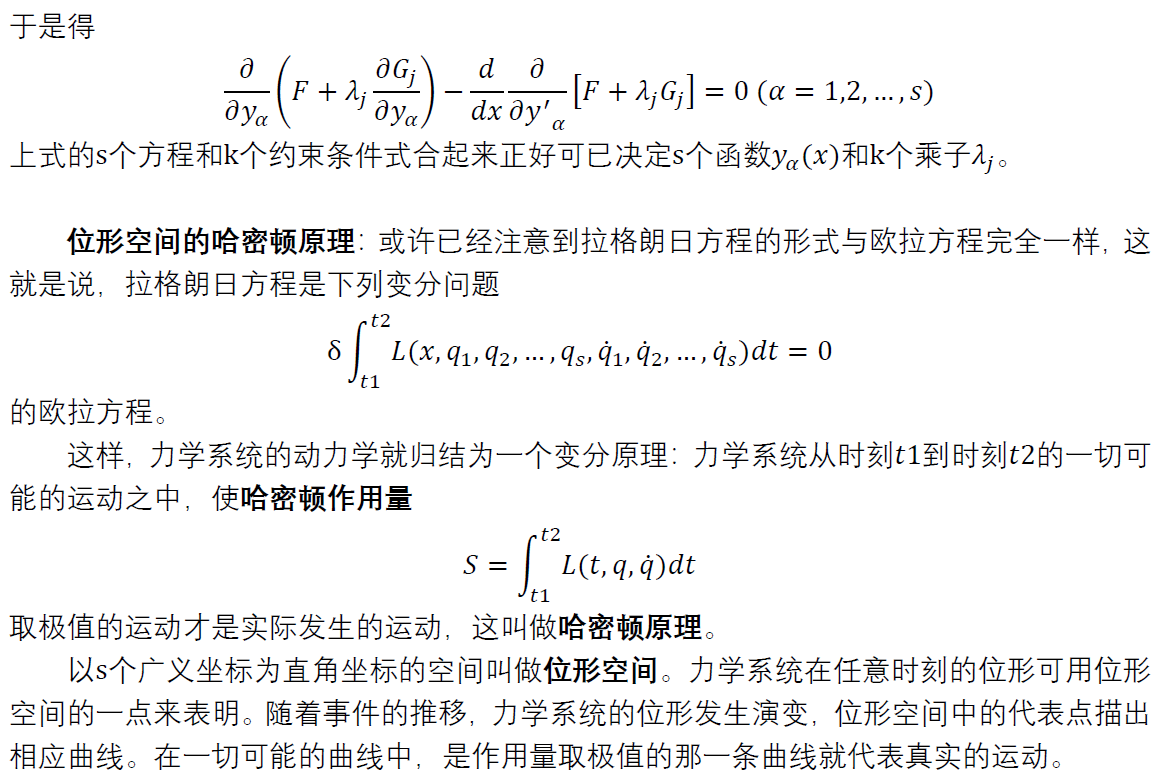 于是得
$$\frac{\partial}{\partial y_\alpha}\left(F + \lambda_j \frac{\partial G_j}{\partial y_\alpha}\right) - \frac{d}{dx}\frac{\partial}{\partial {y'}_\alpha}\left[F + \lambda_j G_j\right] = 0\ (\alpha = 1,2,\ldots,s)$$
上式的s个方程和k个约束条件式合起来正好可已决定s个函数$y_\alpha(x)$和k个乘子$\lambda_j$。
位形空间的哈密顿原理：或许已经注意到拉格朗日方程的形式与欧拉方程完全一样，这
就是说，拉格朗日方程是下列变分问题
$$\delta \int_{t1}^{t2} L(x, q_1, q_2, \ldots, q_s, \dot{q}_1, \dot{q}_2, \ldots, \dot{q}_s)dt = 0$$
的欧拉方程。
这样，力学系统的动力学就归结为一个变分原理：力学系统从时刻$t1$到时刻$t2$的一切可
能的运动之中，使哈密顿作用量
$$S = \int_{t1}^{t2} L(t, q, \dot{q})dt$$
取极值的运动才是实际发生的运动，这叫做哈密顿原理。
以s个广义坐标为直角坐标的空间叫做位形空间。力学系统在任意时刻的位形可用位形
空间的一点来表明。随着事件的推移，力学系统的位形发生演变，位形空间中的代表点描出
相应曲线。在一切可能的曲线中，是作用量取极值的那一条曲线就代表真实的运动。